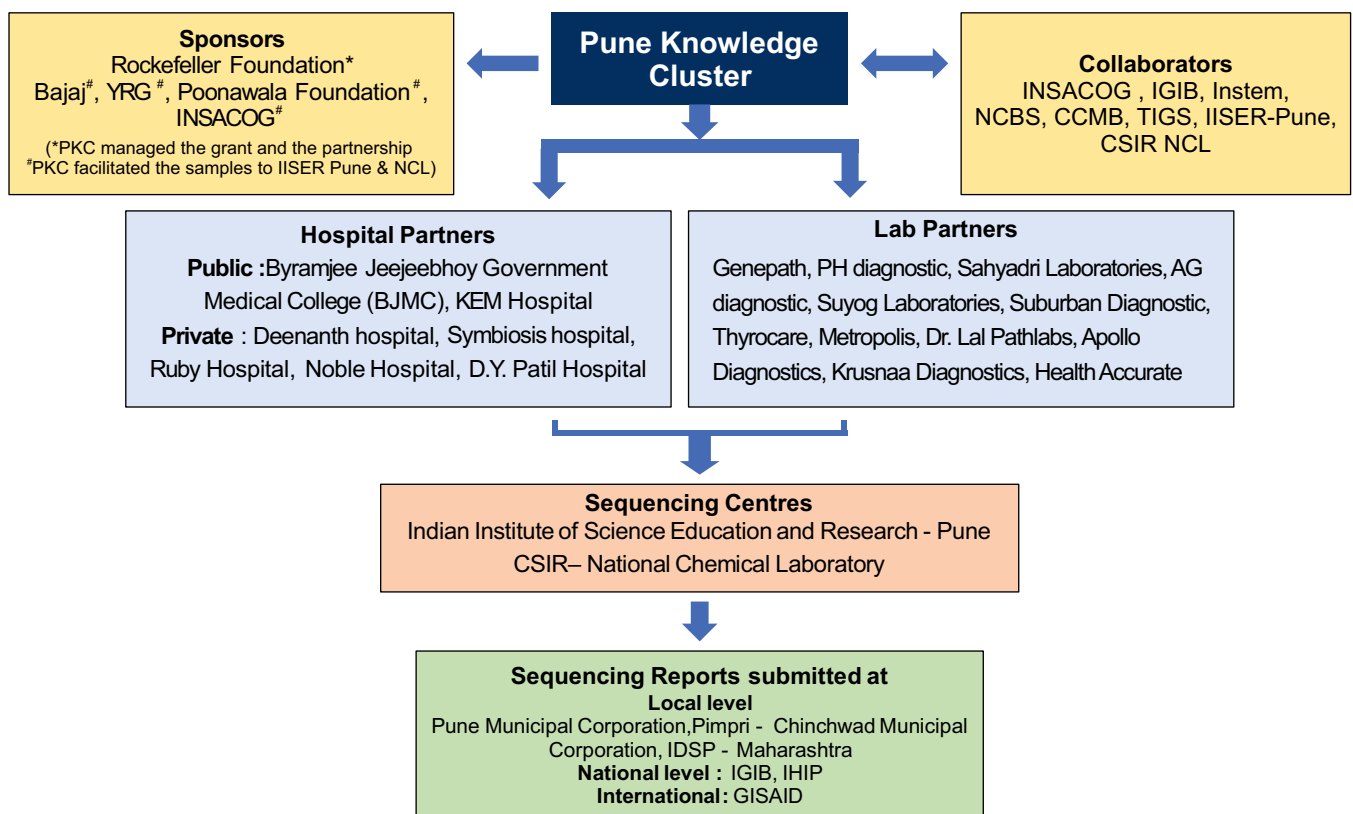 Sponsors
Rockefeller Foundation*
Bajaj#, YRG #, Poonawala Foundation#,
INSACOG#
(*PKC managed the grant and the partnership
#PKC facilitated the samples to IISER Pune & NCL)
Pune Knowledge
Cluster
Collaborators
INSACOG , IGIB, Instem,
NCBS, CCMB, TIGS, IISER-Pune,
CSIR NCL
Hospital Partners
Public :Byramjee Jeejeebhoy Government
Medical College (BJMC), KEM Hospital
Private : Deenanth hospital, Symbiosis hospital,
Ruby Hospital, Noble Hospital, D.Y. Patil Hospital
Lab Partners
Genepath, PH diagnostic, Sahyadri Laboratories, AG
diagnostic, Suyog Laboratories, Suburban Diagnostic,
Thyrocare, Metropolis, Dr. Lal Pathlabs, Apollo
Diagnostics, Krusnaa Diagnostics, Health Accurate
Sequencing Centres
Indian Institute of Science Education and Research - Pune
CSIR– National Chemical Laboratory
Sequencing Reports submitted at
Local level
Pune Municipal Corporation,Pimpri - Chinchwad Municipal
Corporation, IDSP - Maharashtra
National level : IGIB, IHIP
International: GISAID